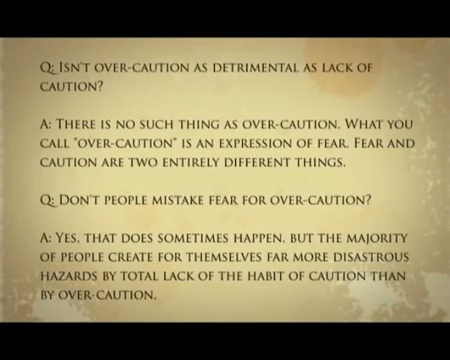 Q: Isn't over-caution as detrimental as lack of
caution?
A: There is no such thing as over-caution. What you
call "over-caution" is an expression of fear. Fear and
caution are two entirely different things.
Q: Don't people mistake fear for over-caution?
A: Yes, that does sometimes happen, but the majority
of people create for themselves far more disastrous
hazards by total lack of the habit of caution than
by over-caution.